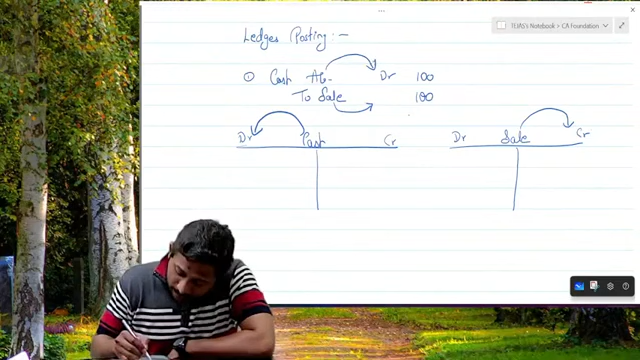 TEJAS's Notebook > CA Foundation
Ledger Posting :-
① Cash A/c. Dr 100
To Sale 100
Dr Cash Cr
Dr Sale Cr